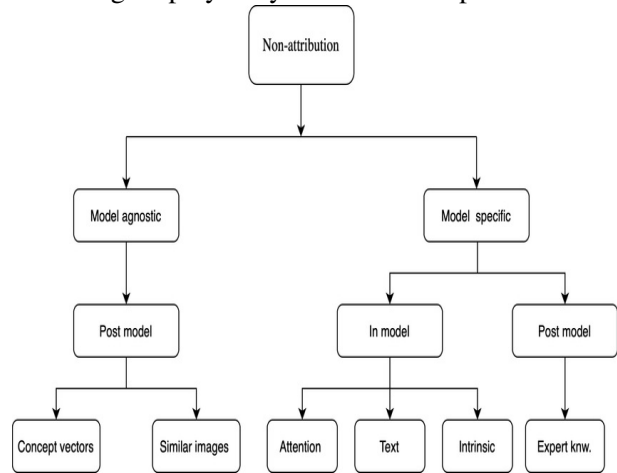 Non-attribution
Model agnostic
Model specific
Post model
In model
Post model
Concept vectors
Similar images
Attention
Text
Intrinsic
Expert knw.